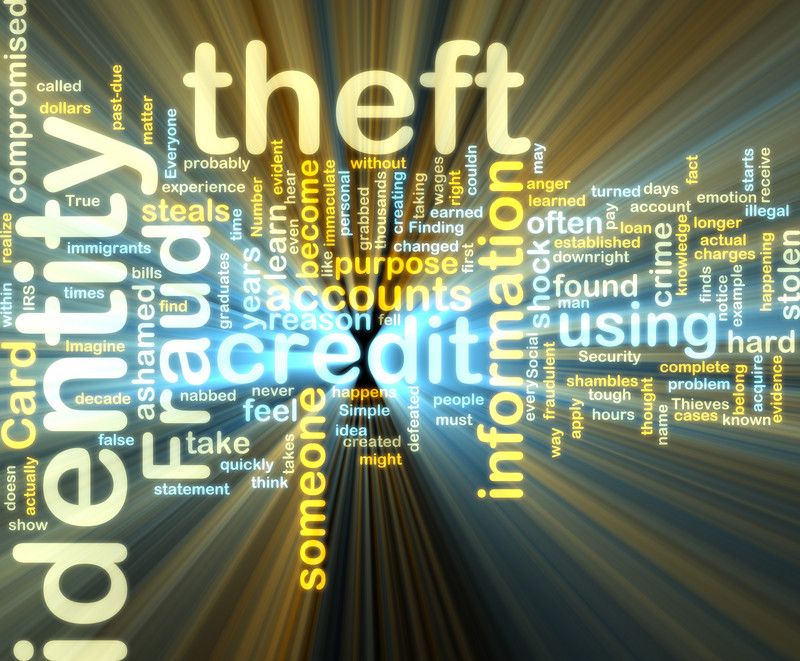 compromised
called
dollars
past-due
matter
Everyone
theft
probably
experience
identity
True
steals
time
Number
evident
hear
even
learn
become
immaculate
like
without
personal
grabbed
thousands
creating
taking
wages
right
couldn
earned
Finding
changed
first
purpose
information
may
anger
learned
turned
days
fact
starts
receive
account
emotion
illegal
often
pay
loan
longer
established
downright
shock
crime
knowledge
actual
charges
happening
stolen
realize
within
IRS
immigrants
bills
times
find
Fraud
graduates
years
accounts
reason
fell
credit
found
man
using
finds
notice
example
hard
Card
Imagine
ashamed
decade
nabbed
never
feel
happens
Simple
idea
created
might
defeated
people
must
every
Social
Security
fraudulent
shambles
tough
hours
way
apply
thought
name
complete
problem
Thieves
cases
known
belong
acquire
evidence
false
take
quickly
think
takes
statement
someone
doesn
actually
show